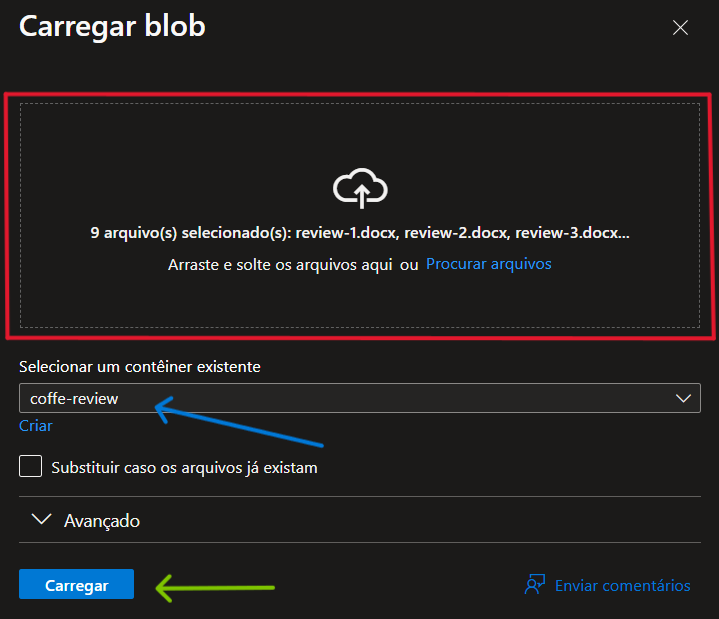 Carregar blob
9 arquivo(s) selecionado(s): review-1.docx, review-2.docx, review-3.docx...
Arraste e solte os arquivos aqui ou Procurar arquivos
Selecionar um contêiner existente
coffe-review
Criar
Substituir caso os arquivos já existam
Avançado
Carregar
Enviar comentários